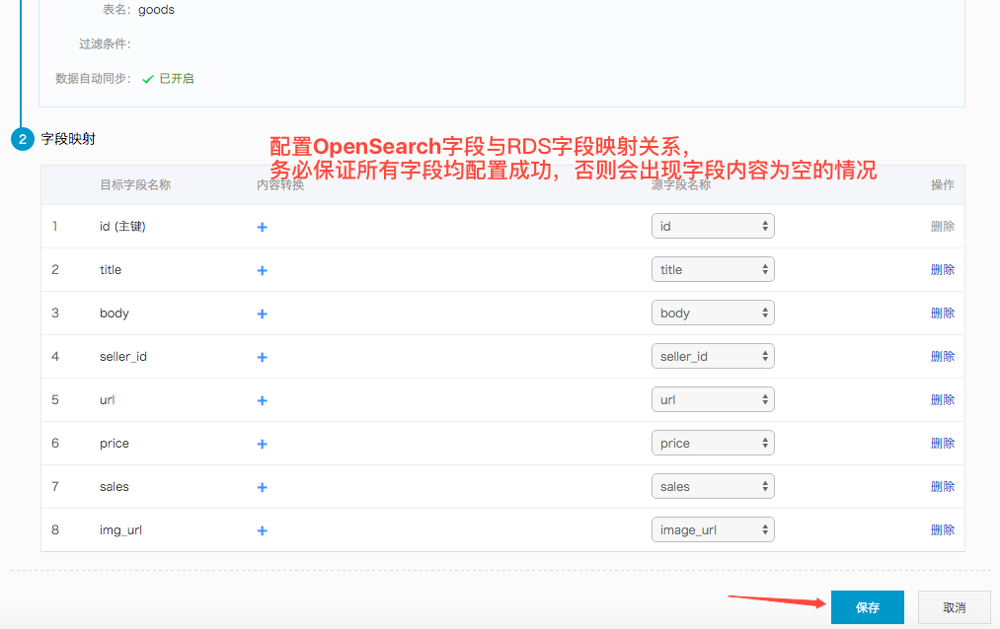 表名： goods
过滤条件：
数据自动同步： 已开启
2 字段映射
配置OpenSearch字段与RDS字段映射关系，
务必保证所有字段均配置成功，否则会出现字段内容为空的情况
目标字段名称 内容转换 源字段名称 操作
1 id (主键) + id 删除
2 title + title 删除
3 body + body 删除
4 seller_id + seller_id 删除
5 url + url 删除
6 price + price 删除
7 sales + sales 删除
8 img_url + image_url 删除
保存 取消